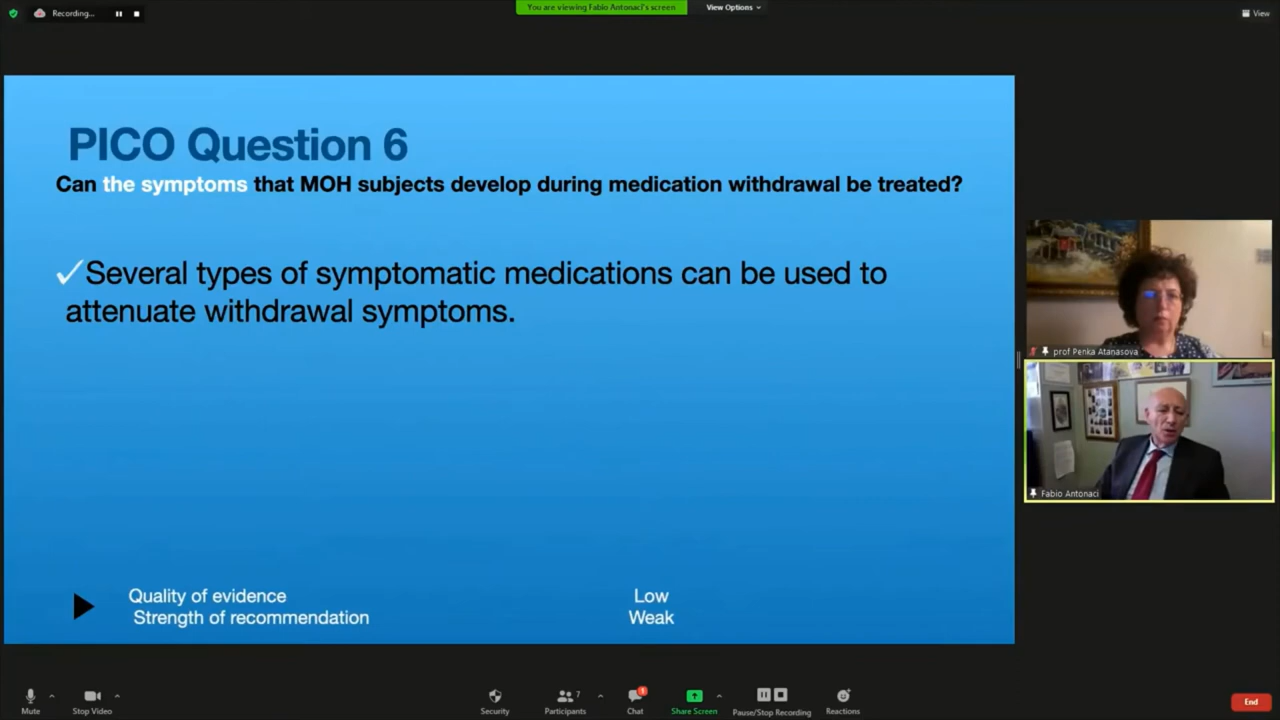 Recording...
You are viewing Fabio Antonaci's screen
View Options
View
PICO Question 6
Can the symptoms that MOH subjects develop during medication withdrawal be treated?
Several types of symptomatic medications can be used to
attenuate withdrawal symptoms.
Quality of evidence Low
Strength of recommendation Weak
prof Penka Atanasova
Fabio Antonaci
Mute
Stop Video
Security
7
Participants
1
Chat
Share Screen
Pause/Stop Recording
Reactions
End